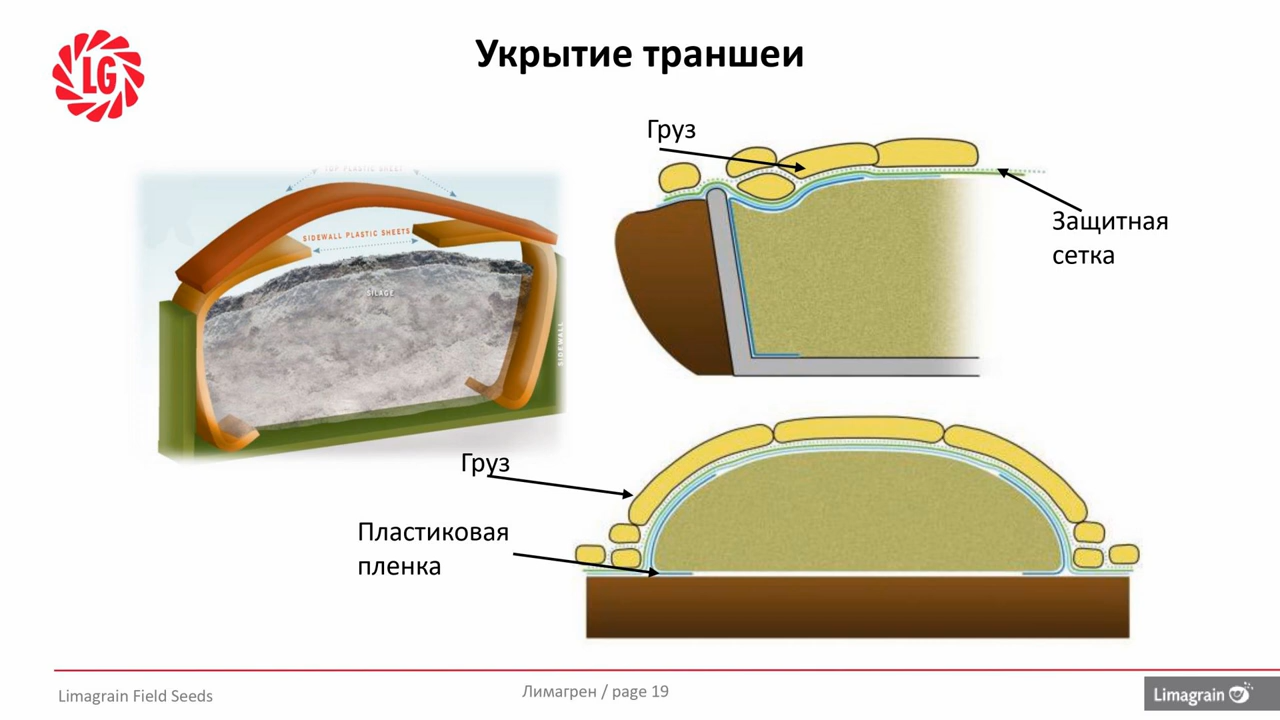 Укрытие траншеи
LG
Груз
TOP PLASTIC SHEET
SIDEWALL PLASTIC SHEETS
SILAGE
SIDEWALL
Защитная
сетка
Груз
Пластиковая
пленка
Limagrain Field Seeds
Лимагрен / page 19
Limagrain